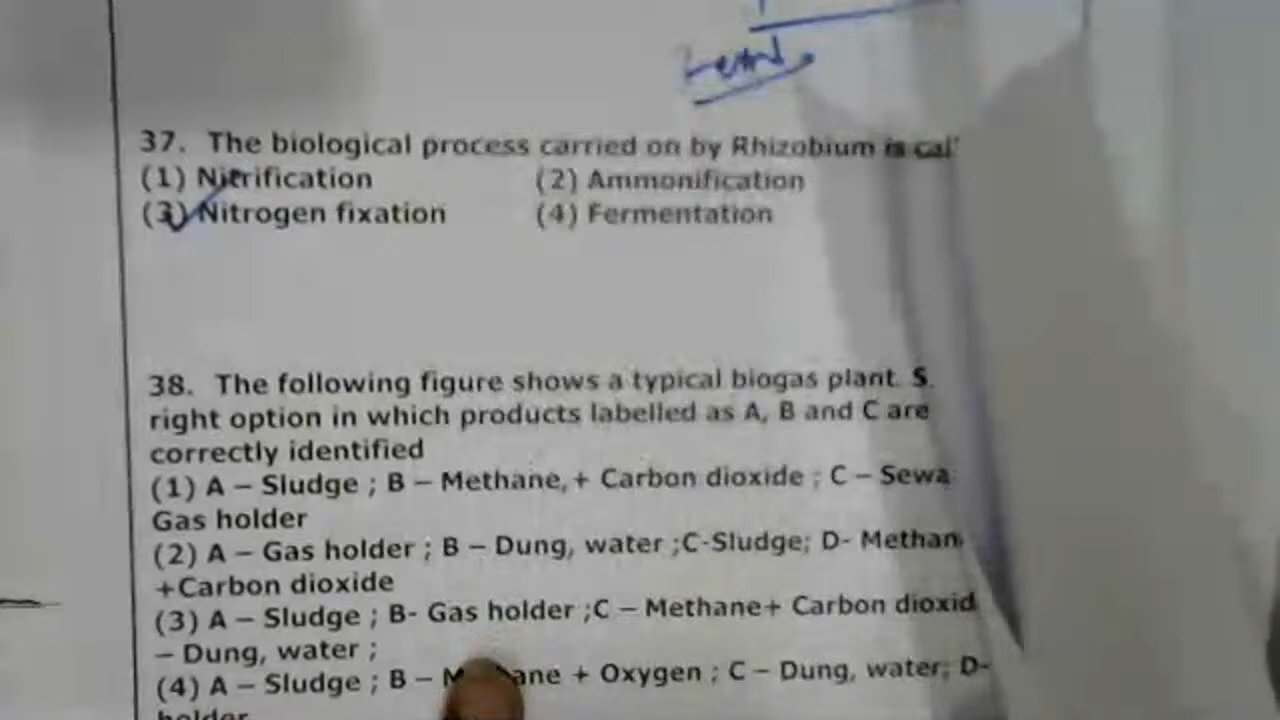 37. The biological process carried on by Rhizobium is cal
(1) Nitrification (2) Ammonification
(3) Nitrogen fixation (4) Fermentation
38. The following figure shows a typical biogas plant. S
right option in which products labelled as A, B and C are
correctly identified
(1) A – Sludge ; B – Methane,+ Carbon dioxide ; C – Sewa
Gas holder
(2) A – Gas holder ; B – Dung, water ;C-Sludge; D- Methan
+Carbon dioxide
(3) A – Sludge ; B- Gas holder ;C – Methane+ Carbon dioxid
– Dung, water ;
(4) A – Sludge ; B – + Oxygen ; C – Dung, water; D-
holder